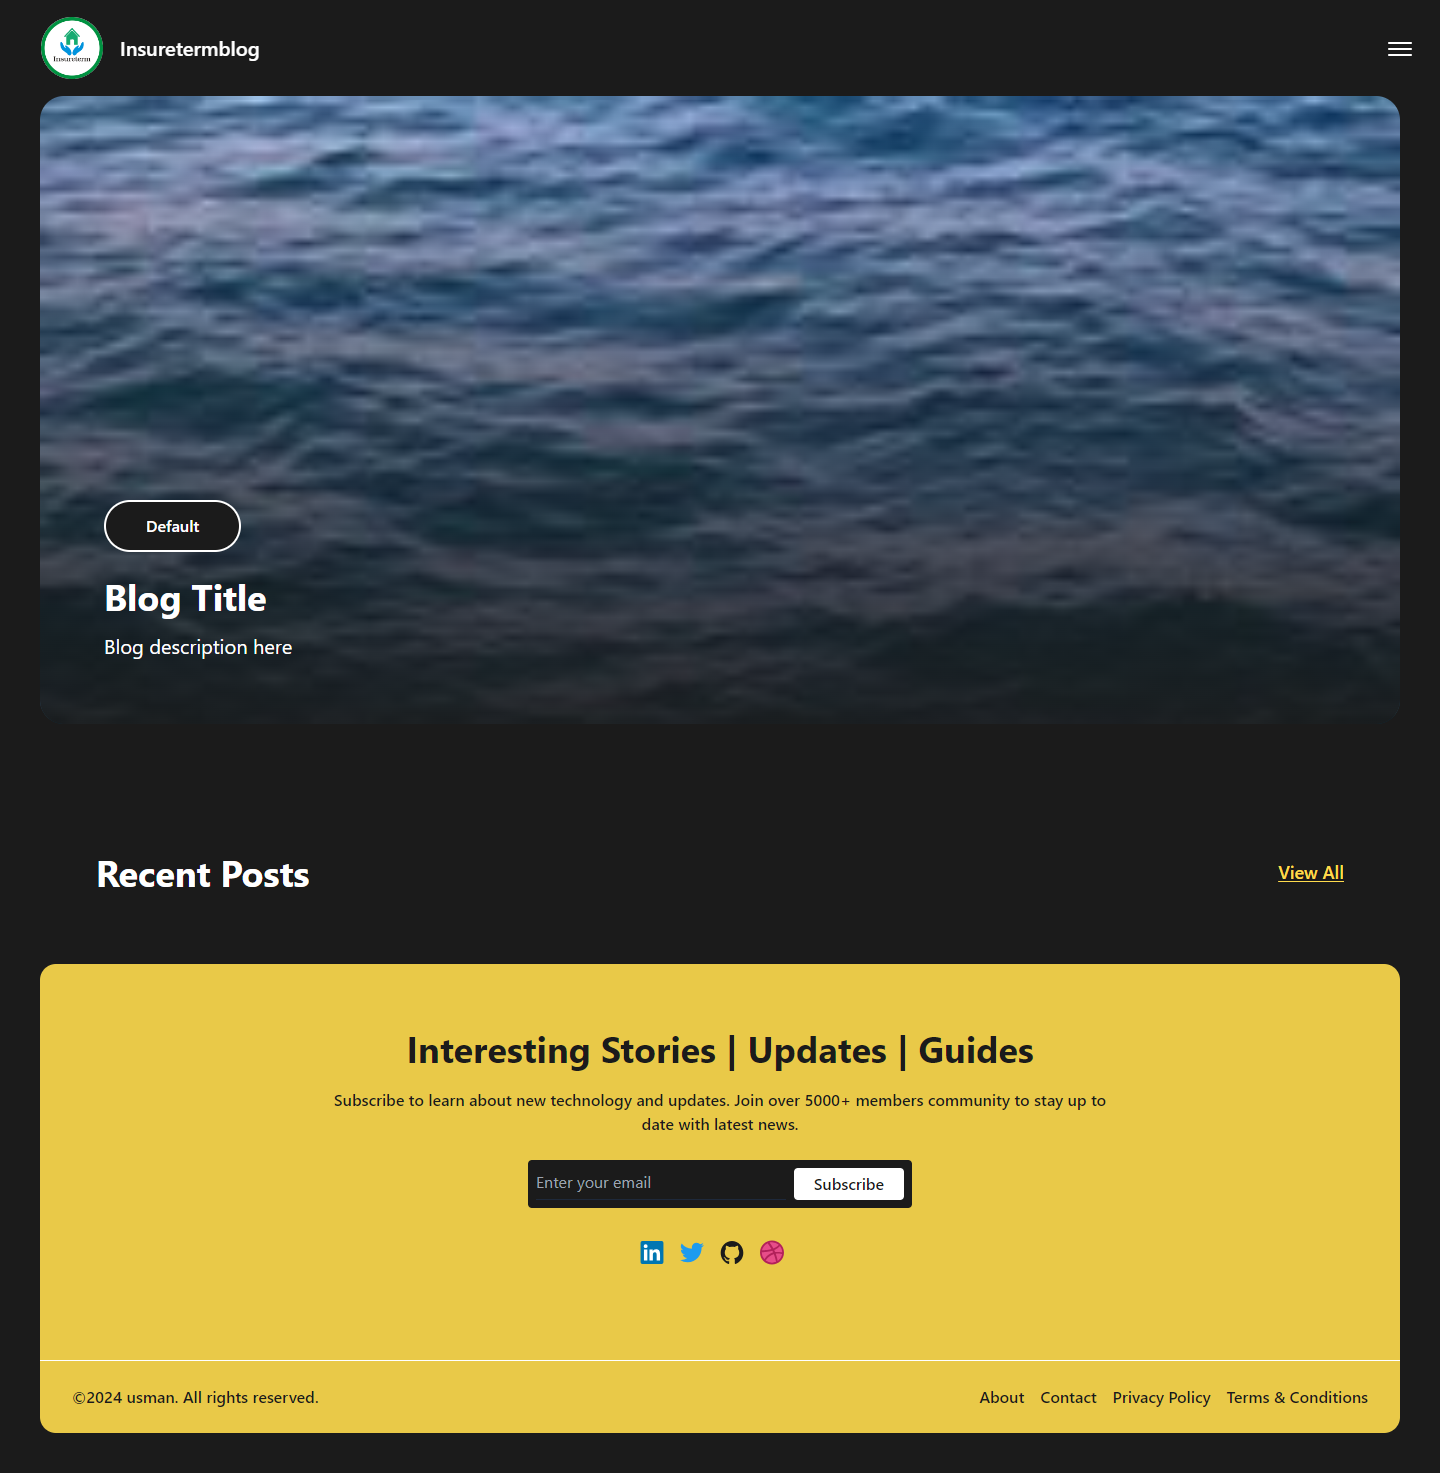 Insureterm
Insuretermblog
Default
Blog Title
Blog description here
Recent Posts
View All
Interesting Stories | Updates | Guides
Subscribe to learn about new technology and updates. Join over 5000+ members community to stay up to
date with latest news.
Enter your email
Subscribe
in
©2024 usman. All rights reserved.
About Contact Privacy Policy Terms & Conditions